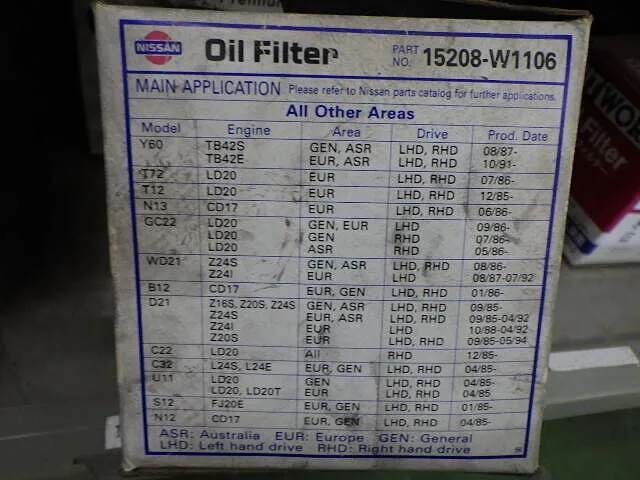 NISSAN Oil Filter PART NO. 15208-W1106
MAIN APPLICATION Please refer to Nissan parts catalog for further applications.
All Other Areas
Model Engine Area Drive Prod. Date
Y60 TB42S GEN, ASR LHD, RHD 08/87-
TB42E EUR, ASR LHD, RHD 10/91-
T72 LD20 EUR LHD, RHD 07/86-
T12 LD20 EUR LHD, RHD 12/85-
N13 CD17 EUR LHD, RHD 06/86-
GC22 LD20 GEN, EUR LHD 09/86-
LD20 GEN RHD 07/86-
LD20 ASR RHD 05/86-
WD21 Z24S GEN, ASR LHD, RHD 08/86-
Z24I EUR LHD 08/87-07/92
B12 CD17 EUR, GEN LHD, RHD 01/86-
D21 Z16S, Z20S, Z24S GEN, ASR LHD, RHD 09/85-
Z24S EUR, ASR LHD, RHD 09/85-04/92
Z24I EUR LHD 10/88-04/92
Z20S EUR LHD, RHD 09/85-05/94
C22 LD20 All RHD 12/85-
C32 L24S, L24E EUR, GEN LHD, RHD 04/85-
U11 LD20 GEN LHD, RHD 04/85-
LD20, LD20T EUR LHD, RHD 04/85
S12 FJ20E EUR, GEN LHD, RHD 01/85-
N12 CD17 EUR, GEN LHD, RHD 04/85-
ASR: Australia EUR: Europe GEN: General
LHD: Left hand drive RHD: Right hand drive
Filter